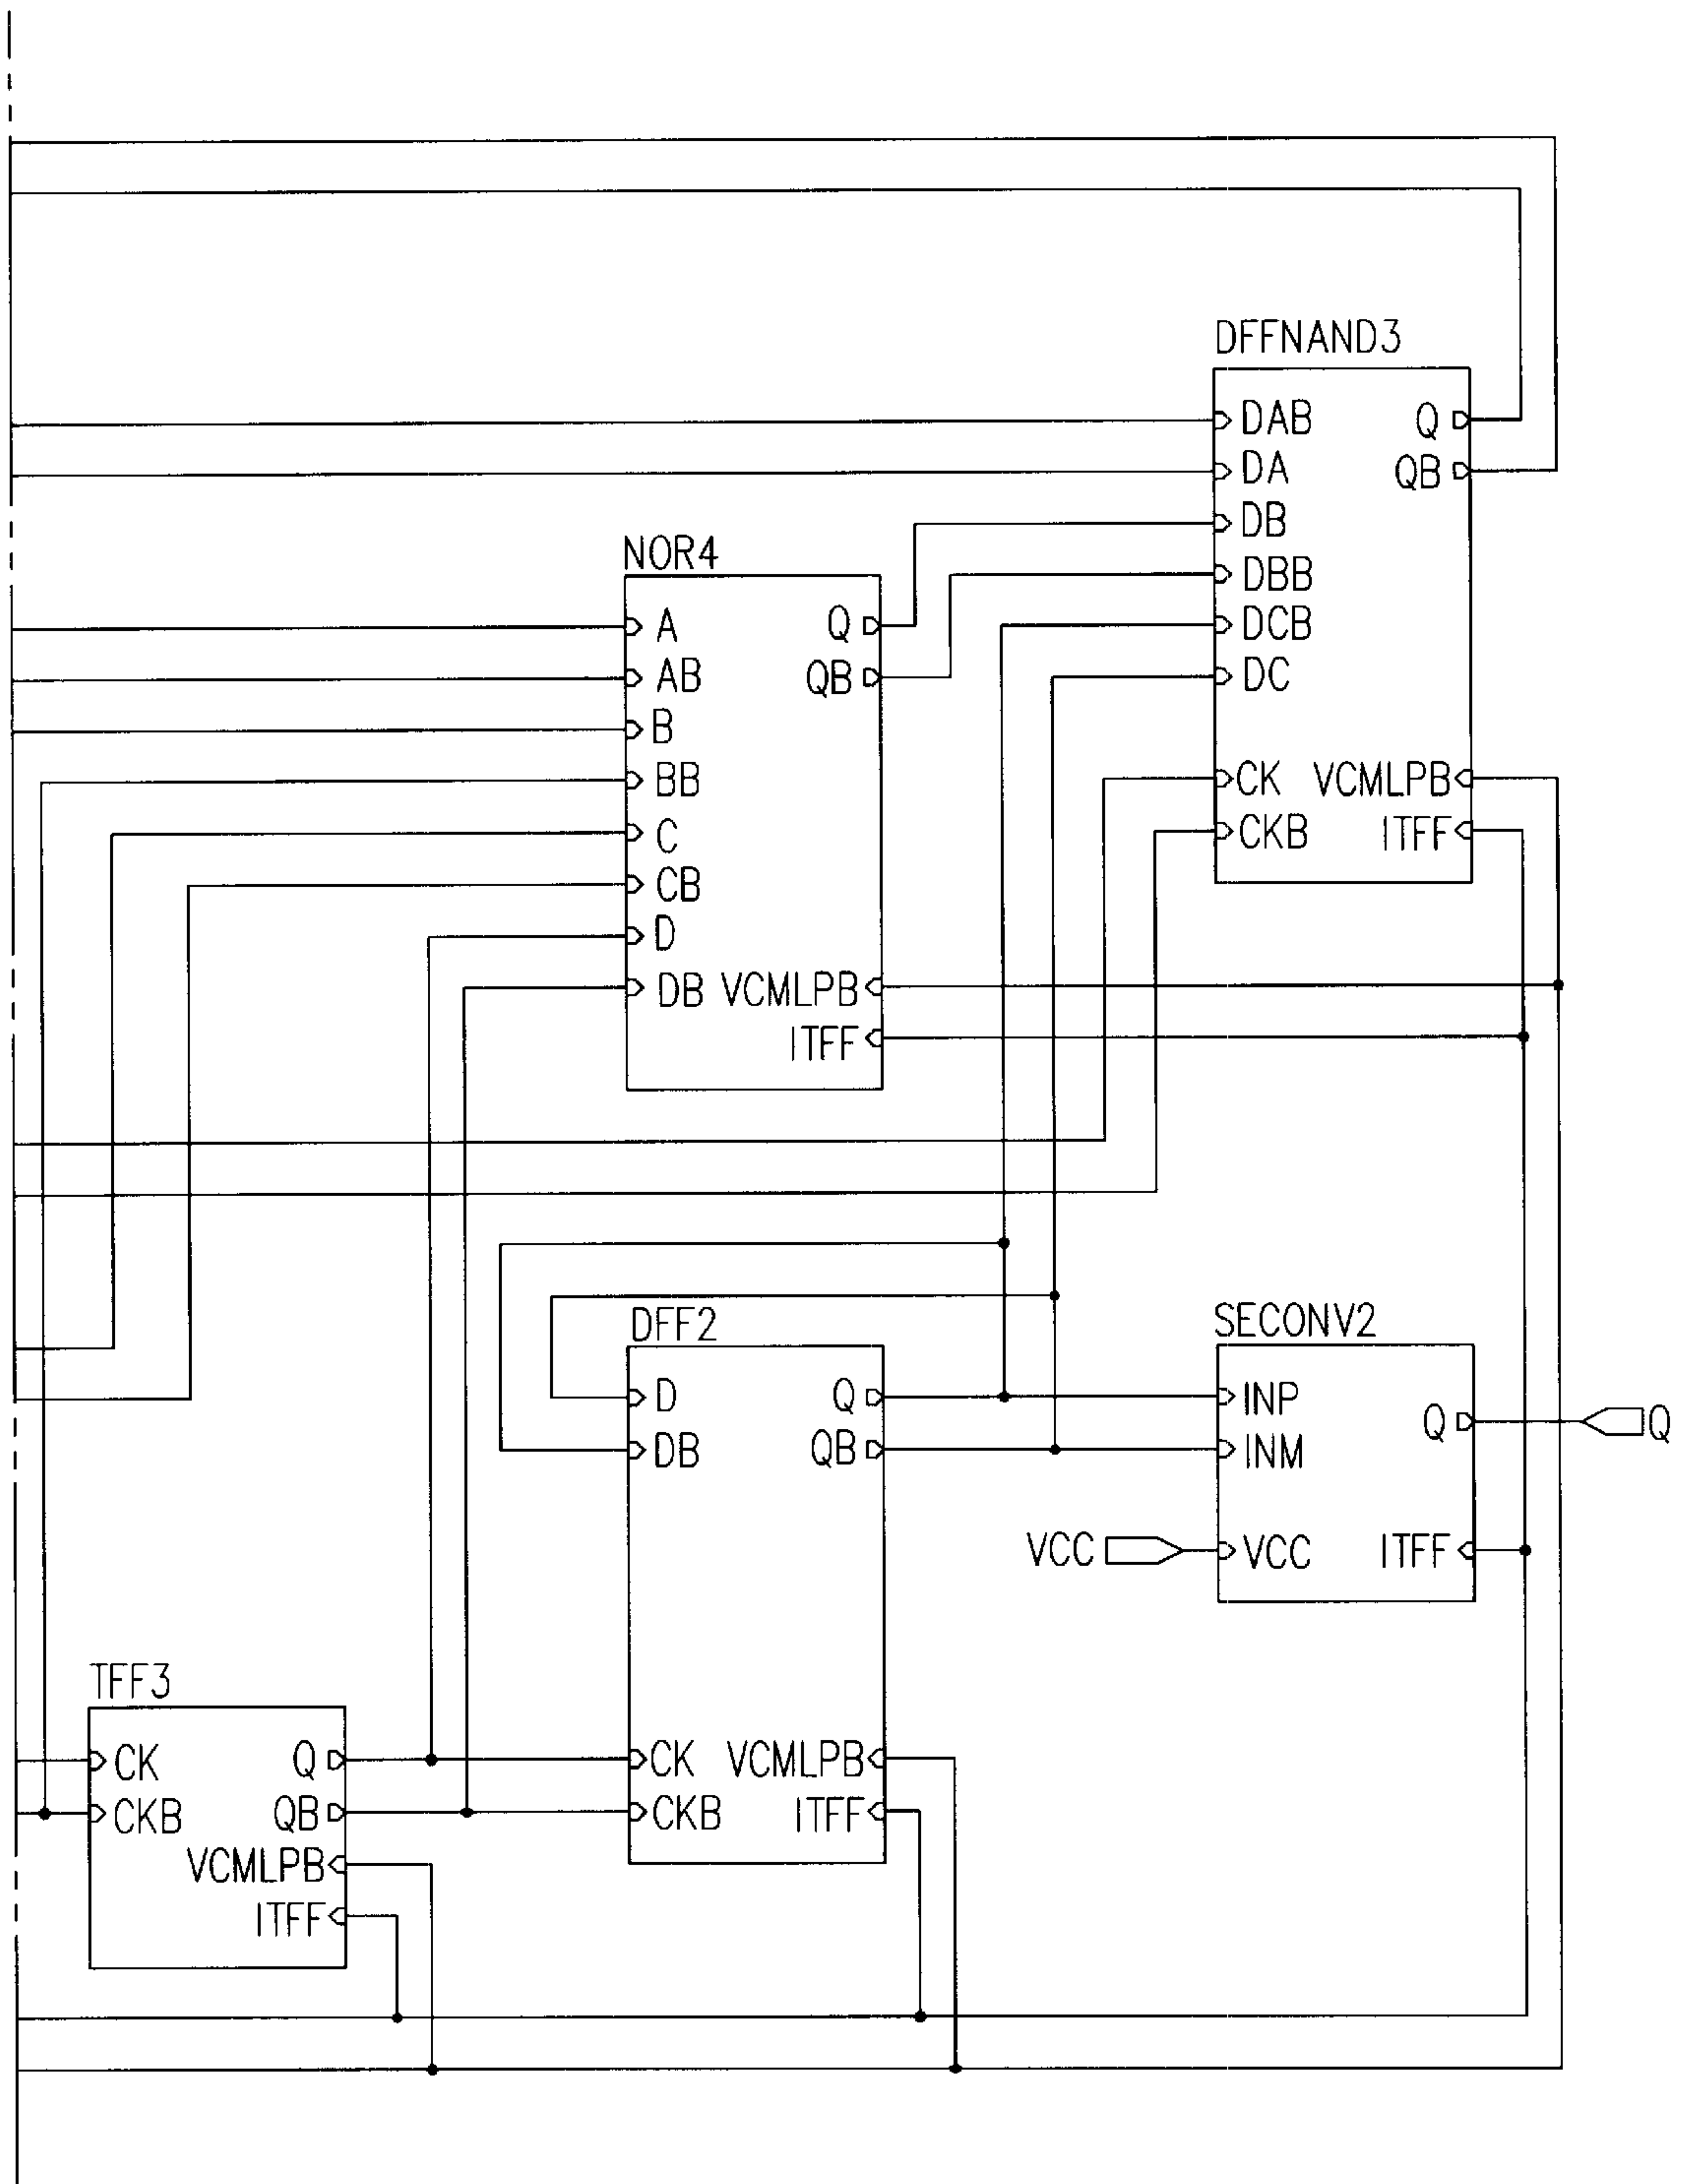 DFFNAND3
DAB Q
DA QB
DB
DBB
DCB
DC
CK VCMLPB
CKB ITFF
NOR4
A Q
AB QB
B
BB
C
CB
D
DB VCMLPB
ITFF
DFF2
D Q
DB QB
CK VCMLPB
CKB ITFF
SECONV2
INP
Q Q
INM
VCC VCC ITFF
TFF3
CK Q
CKB QB
VCMLPB
ITFF